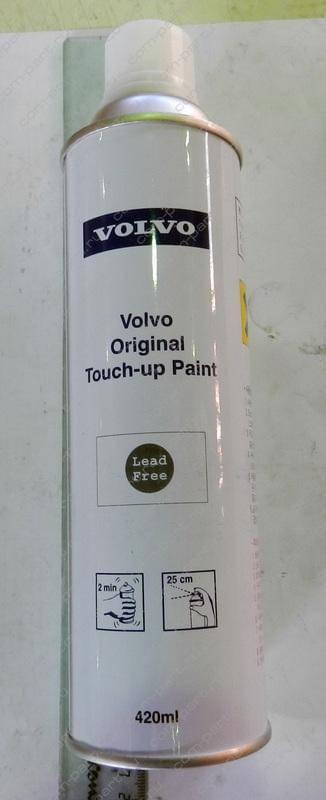 VOLVO
Volvo
Original
Touch-up Paint
Lead
Free
2 min
25 cm
420ml